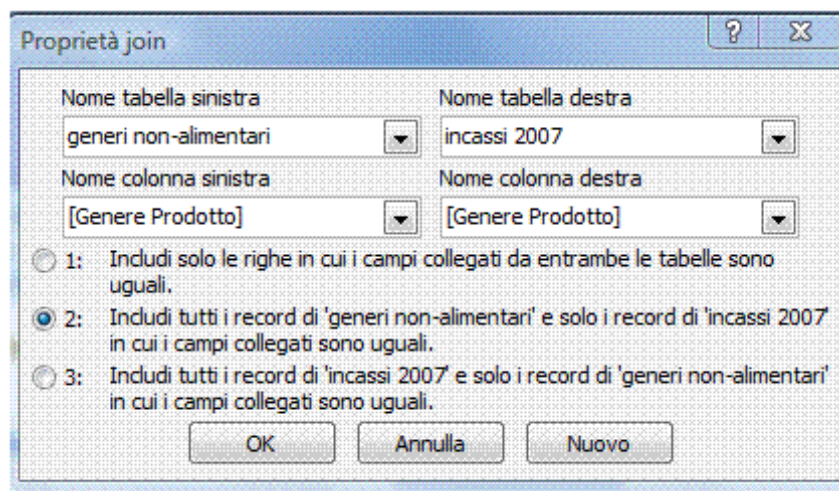 Proprietà join
Nome tabella sinistra Nome tabella destra
generi non-alimentari incassi 2007
Nome colonna sinistra Nome colonna destra
[Genere Prodotto] [Genere Prodotto]
1: Includi solo le righe in cui i campi collegati da entrambe le tabelle sono
uguali.
2: Includi tutti i record di 'generi non-alimentari' e solo i record di 'incassi 2007'
in cui i campi collegati sono uguali.
3: Includi tutti i record di 'incassi 2007' e solo i record di 'generi non-alimentari'
in cui i campi collegati sono uguali.
OK Annulla Nuovo